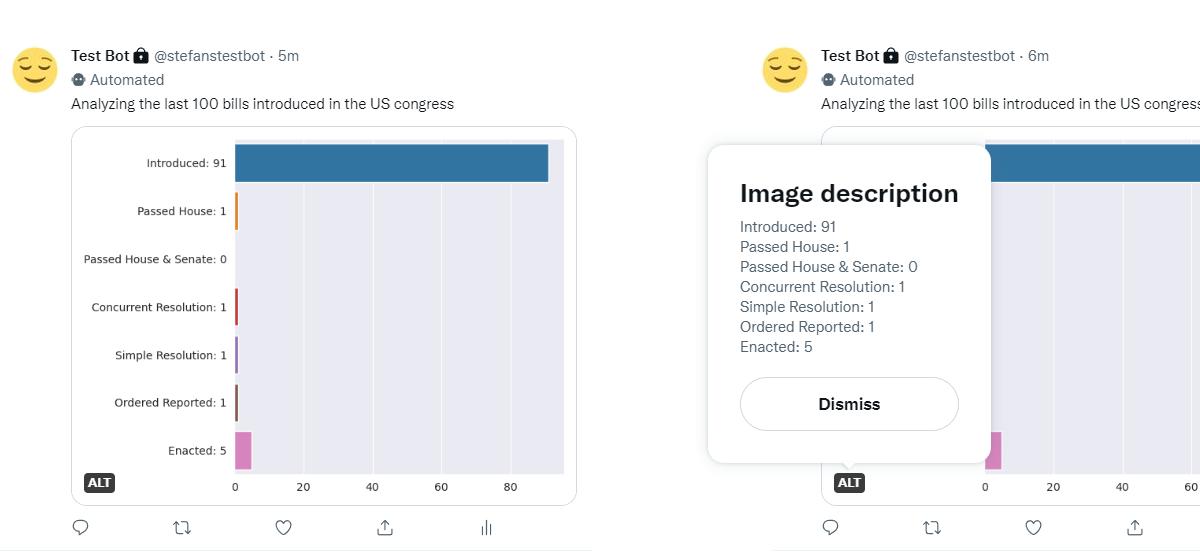 Test Bot @stefanstestbot · 5m
Automated
Analyzing the last 100 bills introduced in the US congress
Introduced: 91
Passed House: 1
Passed House & Senate: 0
Concurrent Resolution: 1
Simple Resolution: 1
Ordered Reported: 1
Enacted: 5
0 20 40 60 80
ALT
Test Bot @stefanstestbot · 6m
Automated
Analyzing the last 100 bills introduced in the US congress
Image description
Introduced: 91
Passed House: 1
Passed House & Senate: 0
Concurrent Resolution: 1
Simple Resolution: 1
Ordered Reported: 1
Enacted: 5
Dismiss
ALT
0 20 40 60